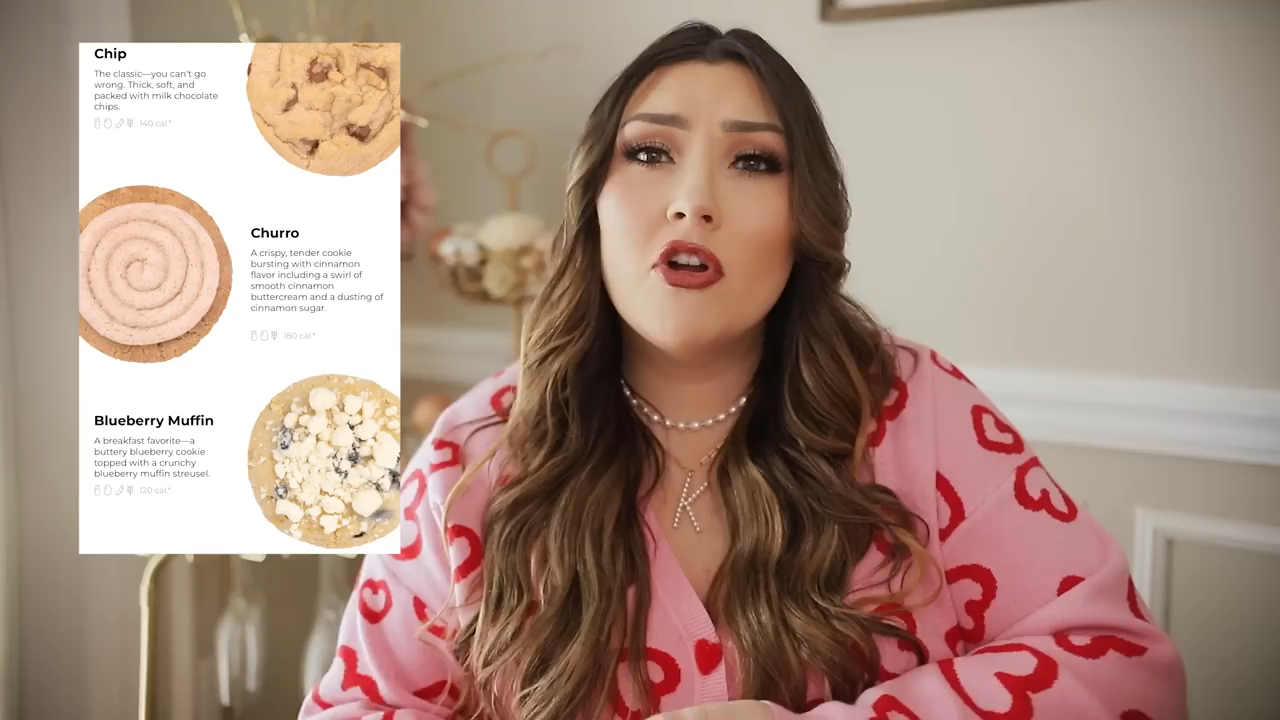 Chip
The classic—you can't go
wrong. Thick, soft, and
packed with milk chocolate
chips.
140 cal.*
Churro
A crispy, tender cookie
bursting with cinnamon
flavor including a swirl of
smooth cinnamon
buttercream and a dusting of
cinnamon sugar.
180 cal.*
Blueberry Muffin
A breakfast favorite—a
buttery blueberry cookie
topped with a crunchy
blueberry muffin streusel.
120 cal.*
K